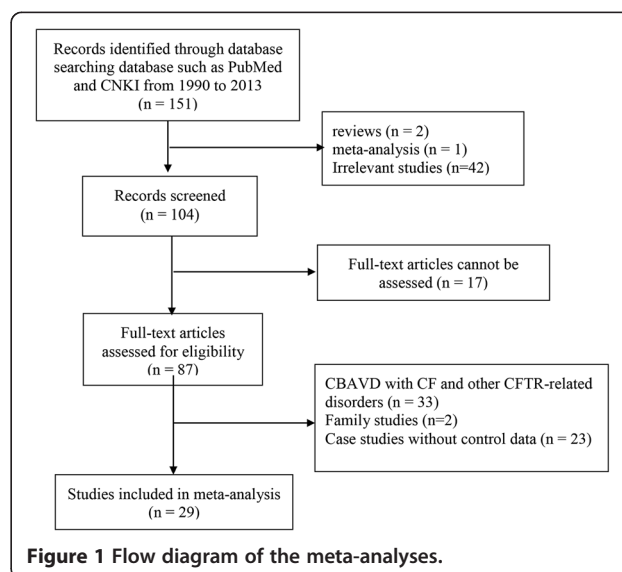 Records identified through database
searching database such as PubMed
and CNKI from 1990 to 2013
(n = 151)
reviews (n = 2)
meta-analysis (n = 1)
Irrelevant studies (n=42)
Records screened
(n = 104)
Full-text articles cannot be
assessed (n = 17)
Full-text articles
assessed for eligibility
(n = 87)
CBAVD with CF and other CFTR-related
disorders (n = 33)
Family studies (n=2)
Case studies without control data (n = 23)
Studies included in meta-analysis
(n = 29)
Figure 1 Flow diagram of the meta-analyses.